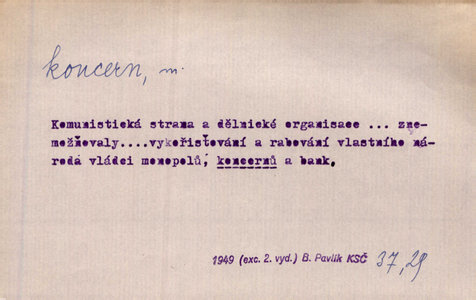 koncern, m.
Komunistická strana a dělnické organisace ... zne-
možňovaly....vykořisťování a rabování vlastního ná-
roda vládci monopolů, koncernů a bank.
1949 (exc. 2. vyd.) B. Pavlík KSČ 37,29